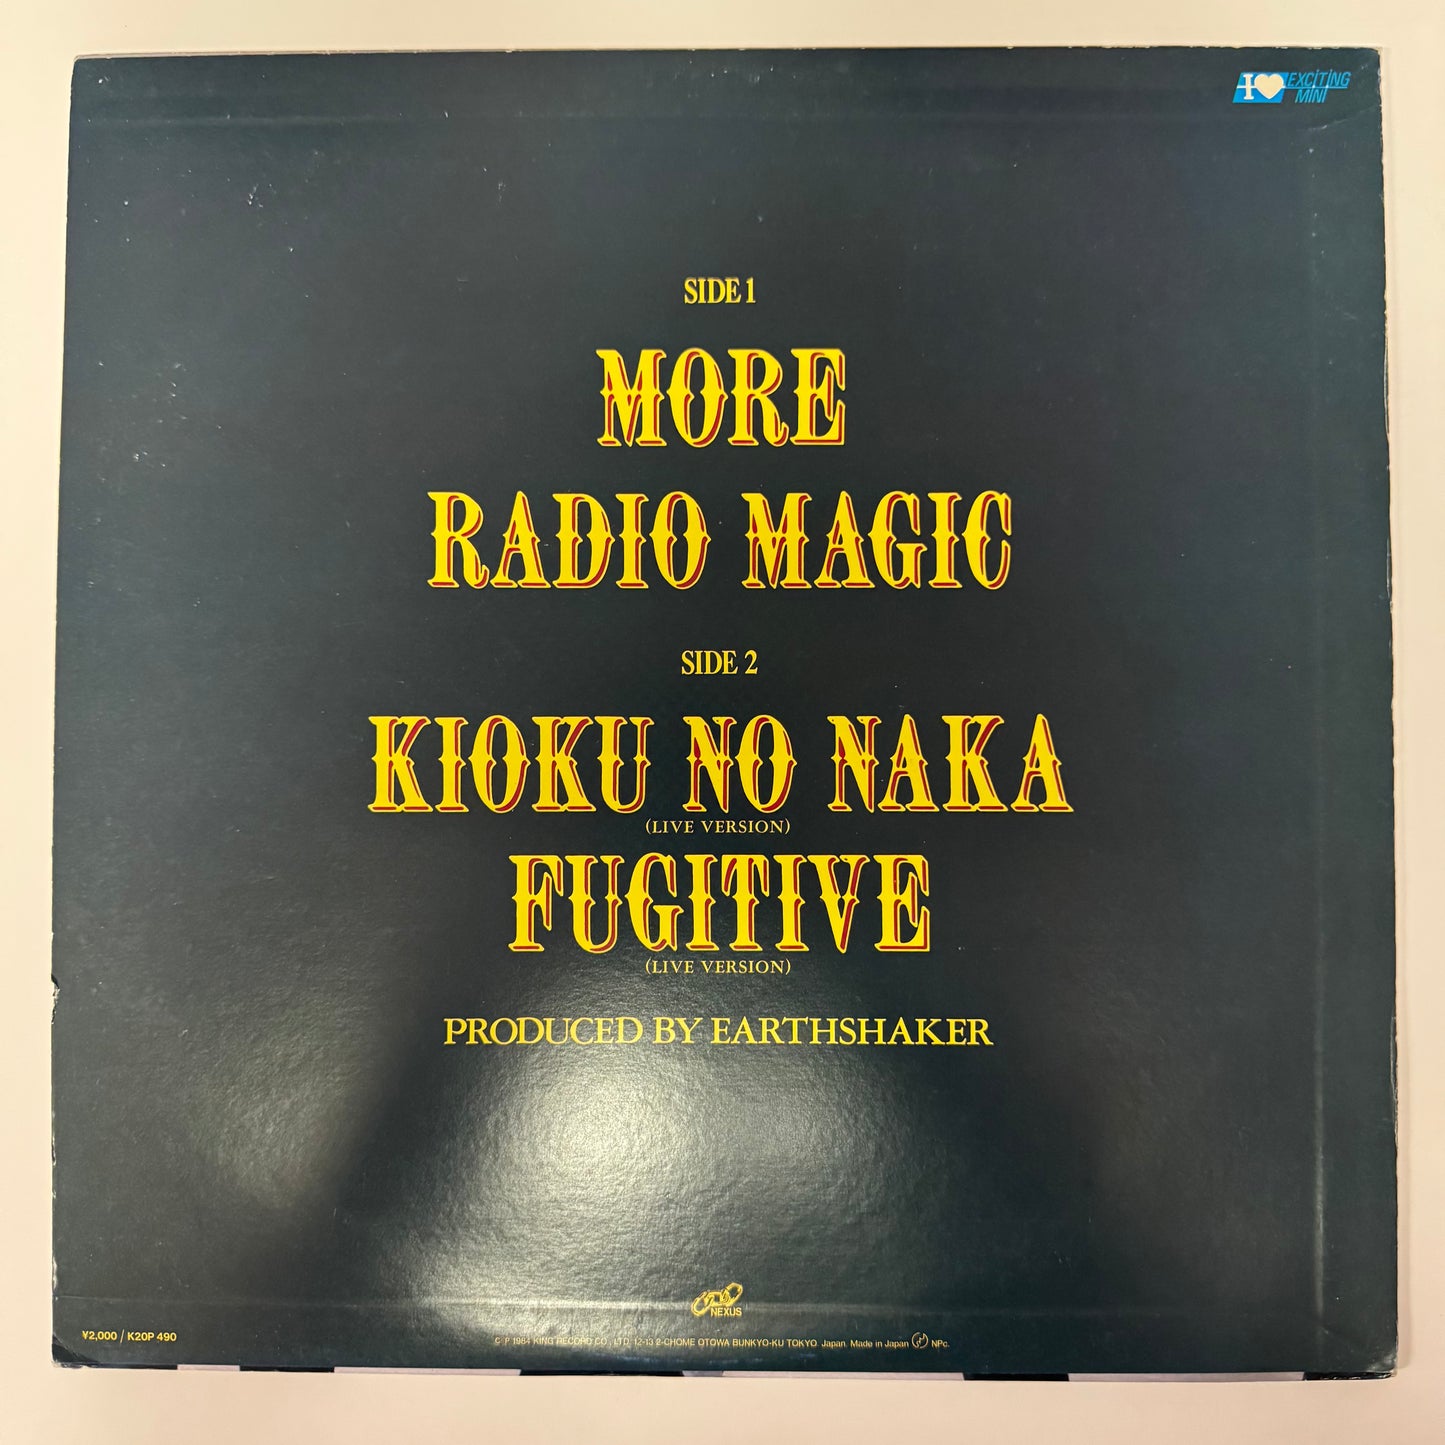 I EXCITING
MINI
SIDE 1
MORE
RADIO MAGIC
SIDE 2
KIOKU NO NAKA
(LIVE VERSION)
FUGITIVE
(LIVE VERSION)
PRODUCED BY EARTHSHAKER
NEXUS
¥2,000 / K20P 490
© P 1984 KING RECORD CO., LTD. 12-13 2-CHOME OTOWA BUNKYO-KU TOKYO Japan. Made in Japan NPc.